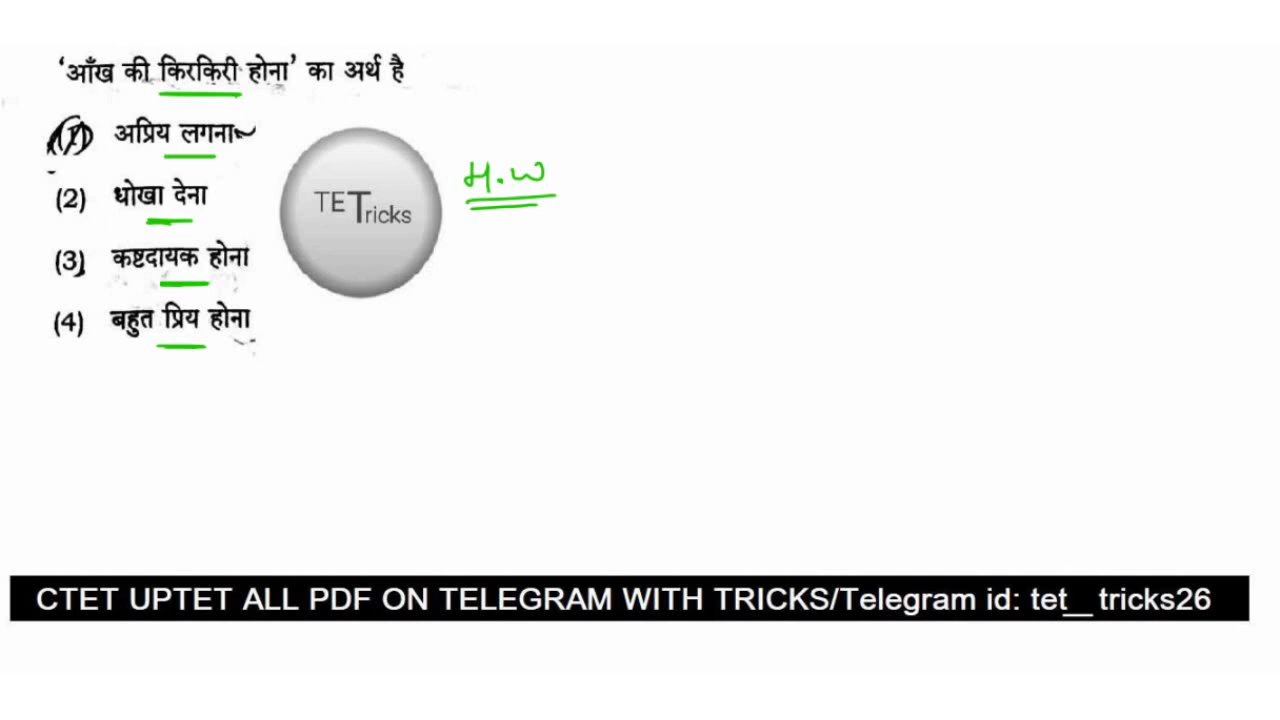 'आँख की किरकिरी होना' का अर्थ है
(1) अप्रिय लगना
(2) धोखा देना
(3) कष्टदायक होना
(4) बहुत प्रिय होना
TETricks
H.W
CTET UPTET ALL PDF ON TELEGRAM WITH TRICKS/Telegram id: tet__tricks26